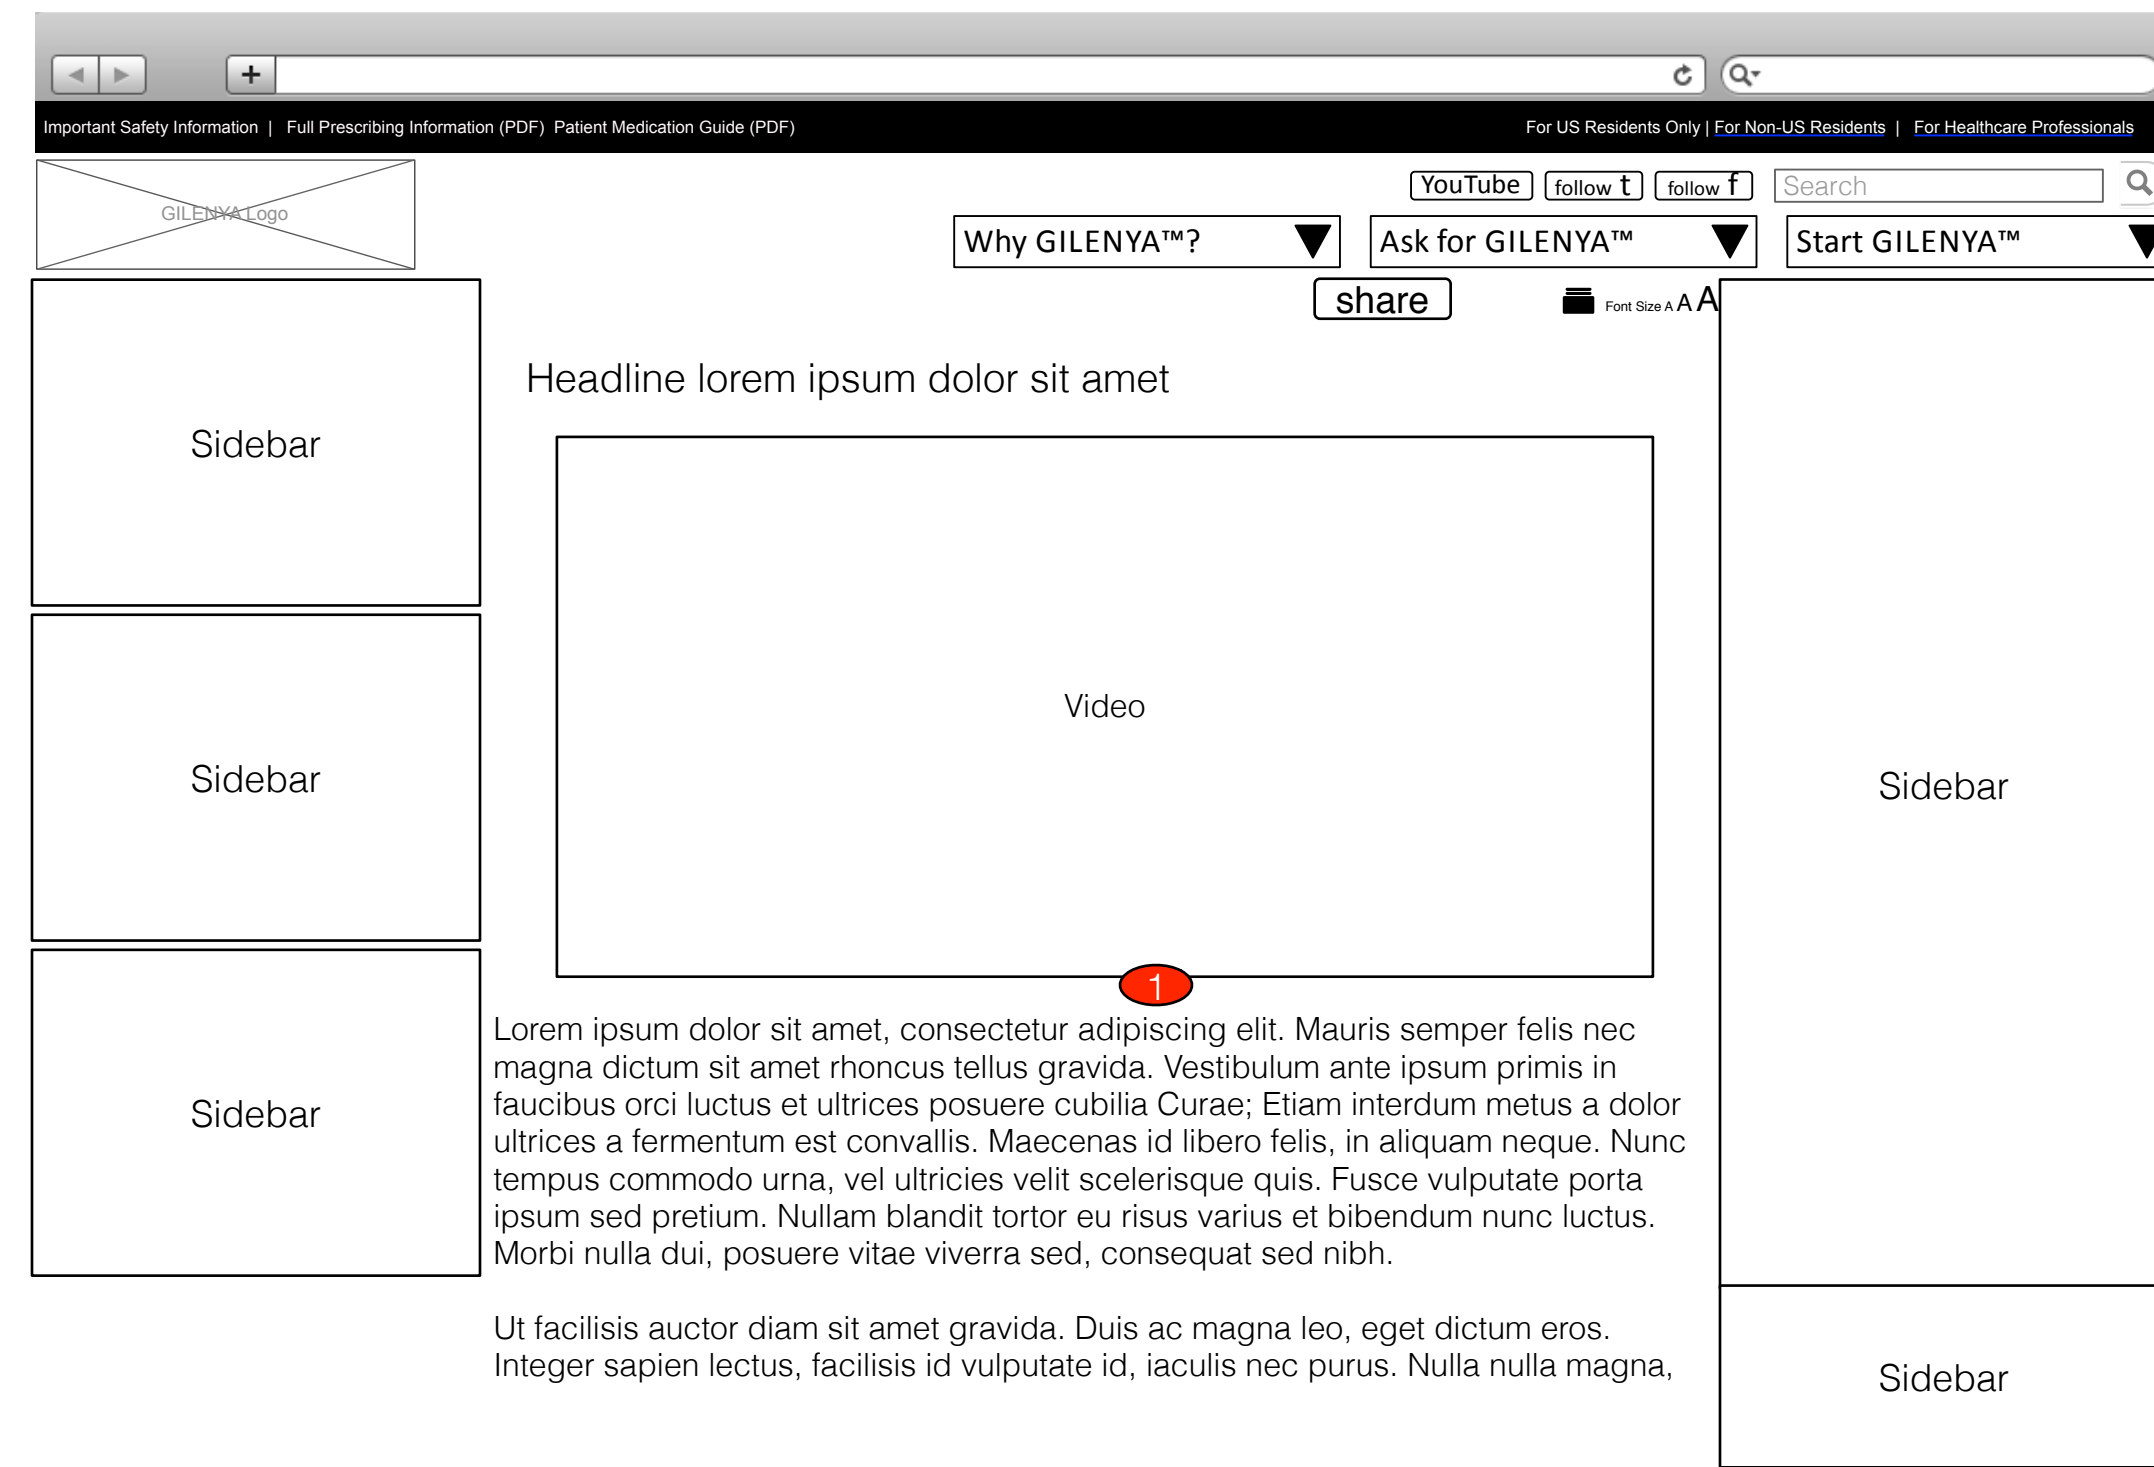 Important Safety Information | Full Prescribing Information (PDF) Patient Medication Guide (PDF)
For US Residents Only | For Non-US Residents | For Healthcare Professionals
GILENYA Logo
YouTube follow t follow f Search
Why GILENYA™? Ask for GILENYA™ Start GILENYA™
share Font Size A A A
Headline lorem ipsum dolor sit amet
Sidebar
Video
Sidebar
Sidebar
1
Lorem ipsum dolor sit amet, consectetur adipiscing elit. Mauris semper felis nec
magna dictum sit amet rhoncus tellus gravida. Vestibulum ante ipsum primis in
faucibus orci luctus et ultrices posuere cubilia Curae; Etiam interdum metus a dolor
ultrices a fermentum est convallis. Maecenas id libero felis, in aliquam neque. Nunc
tempus commodo urna, vel ultricies velit scelerisque quis. Fusce vulputate porta
ipsum sed pretium. Nullam blandit tortor eu risus varius et bibendum nunc luctus.
Morbi nulla dui, posuere vitae viverra sed, consequat sed nibh.
Sidebar
Ut facilisis auctor diam sit amet gravida. Duis ac magna leo, eget dictum eros.
Integer sapien lectus, facilisis id vulputate id, iaculis nec purus. Nulla nulla magna,
Sidebar